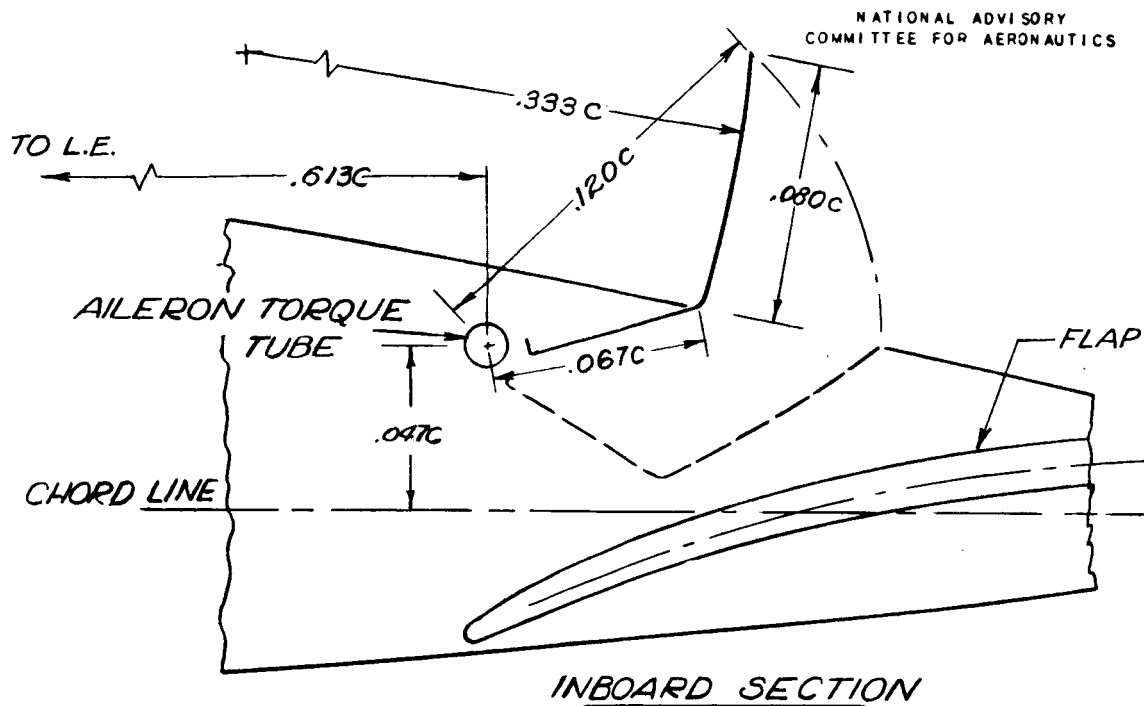 NATIONAL ADVISORY
COMMITTEE FOR AERONAUTICS
.333 C
TO L.E.
.613C
.120C
.080C
AILERON TORQUE
TUBE
.067C
FLAP
.047C
CHORD LINE
INBOARD SECTION